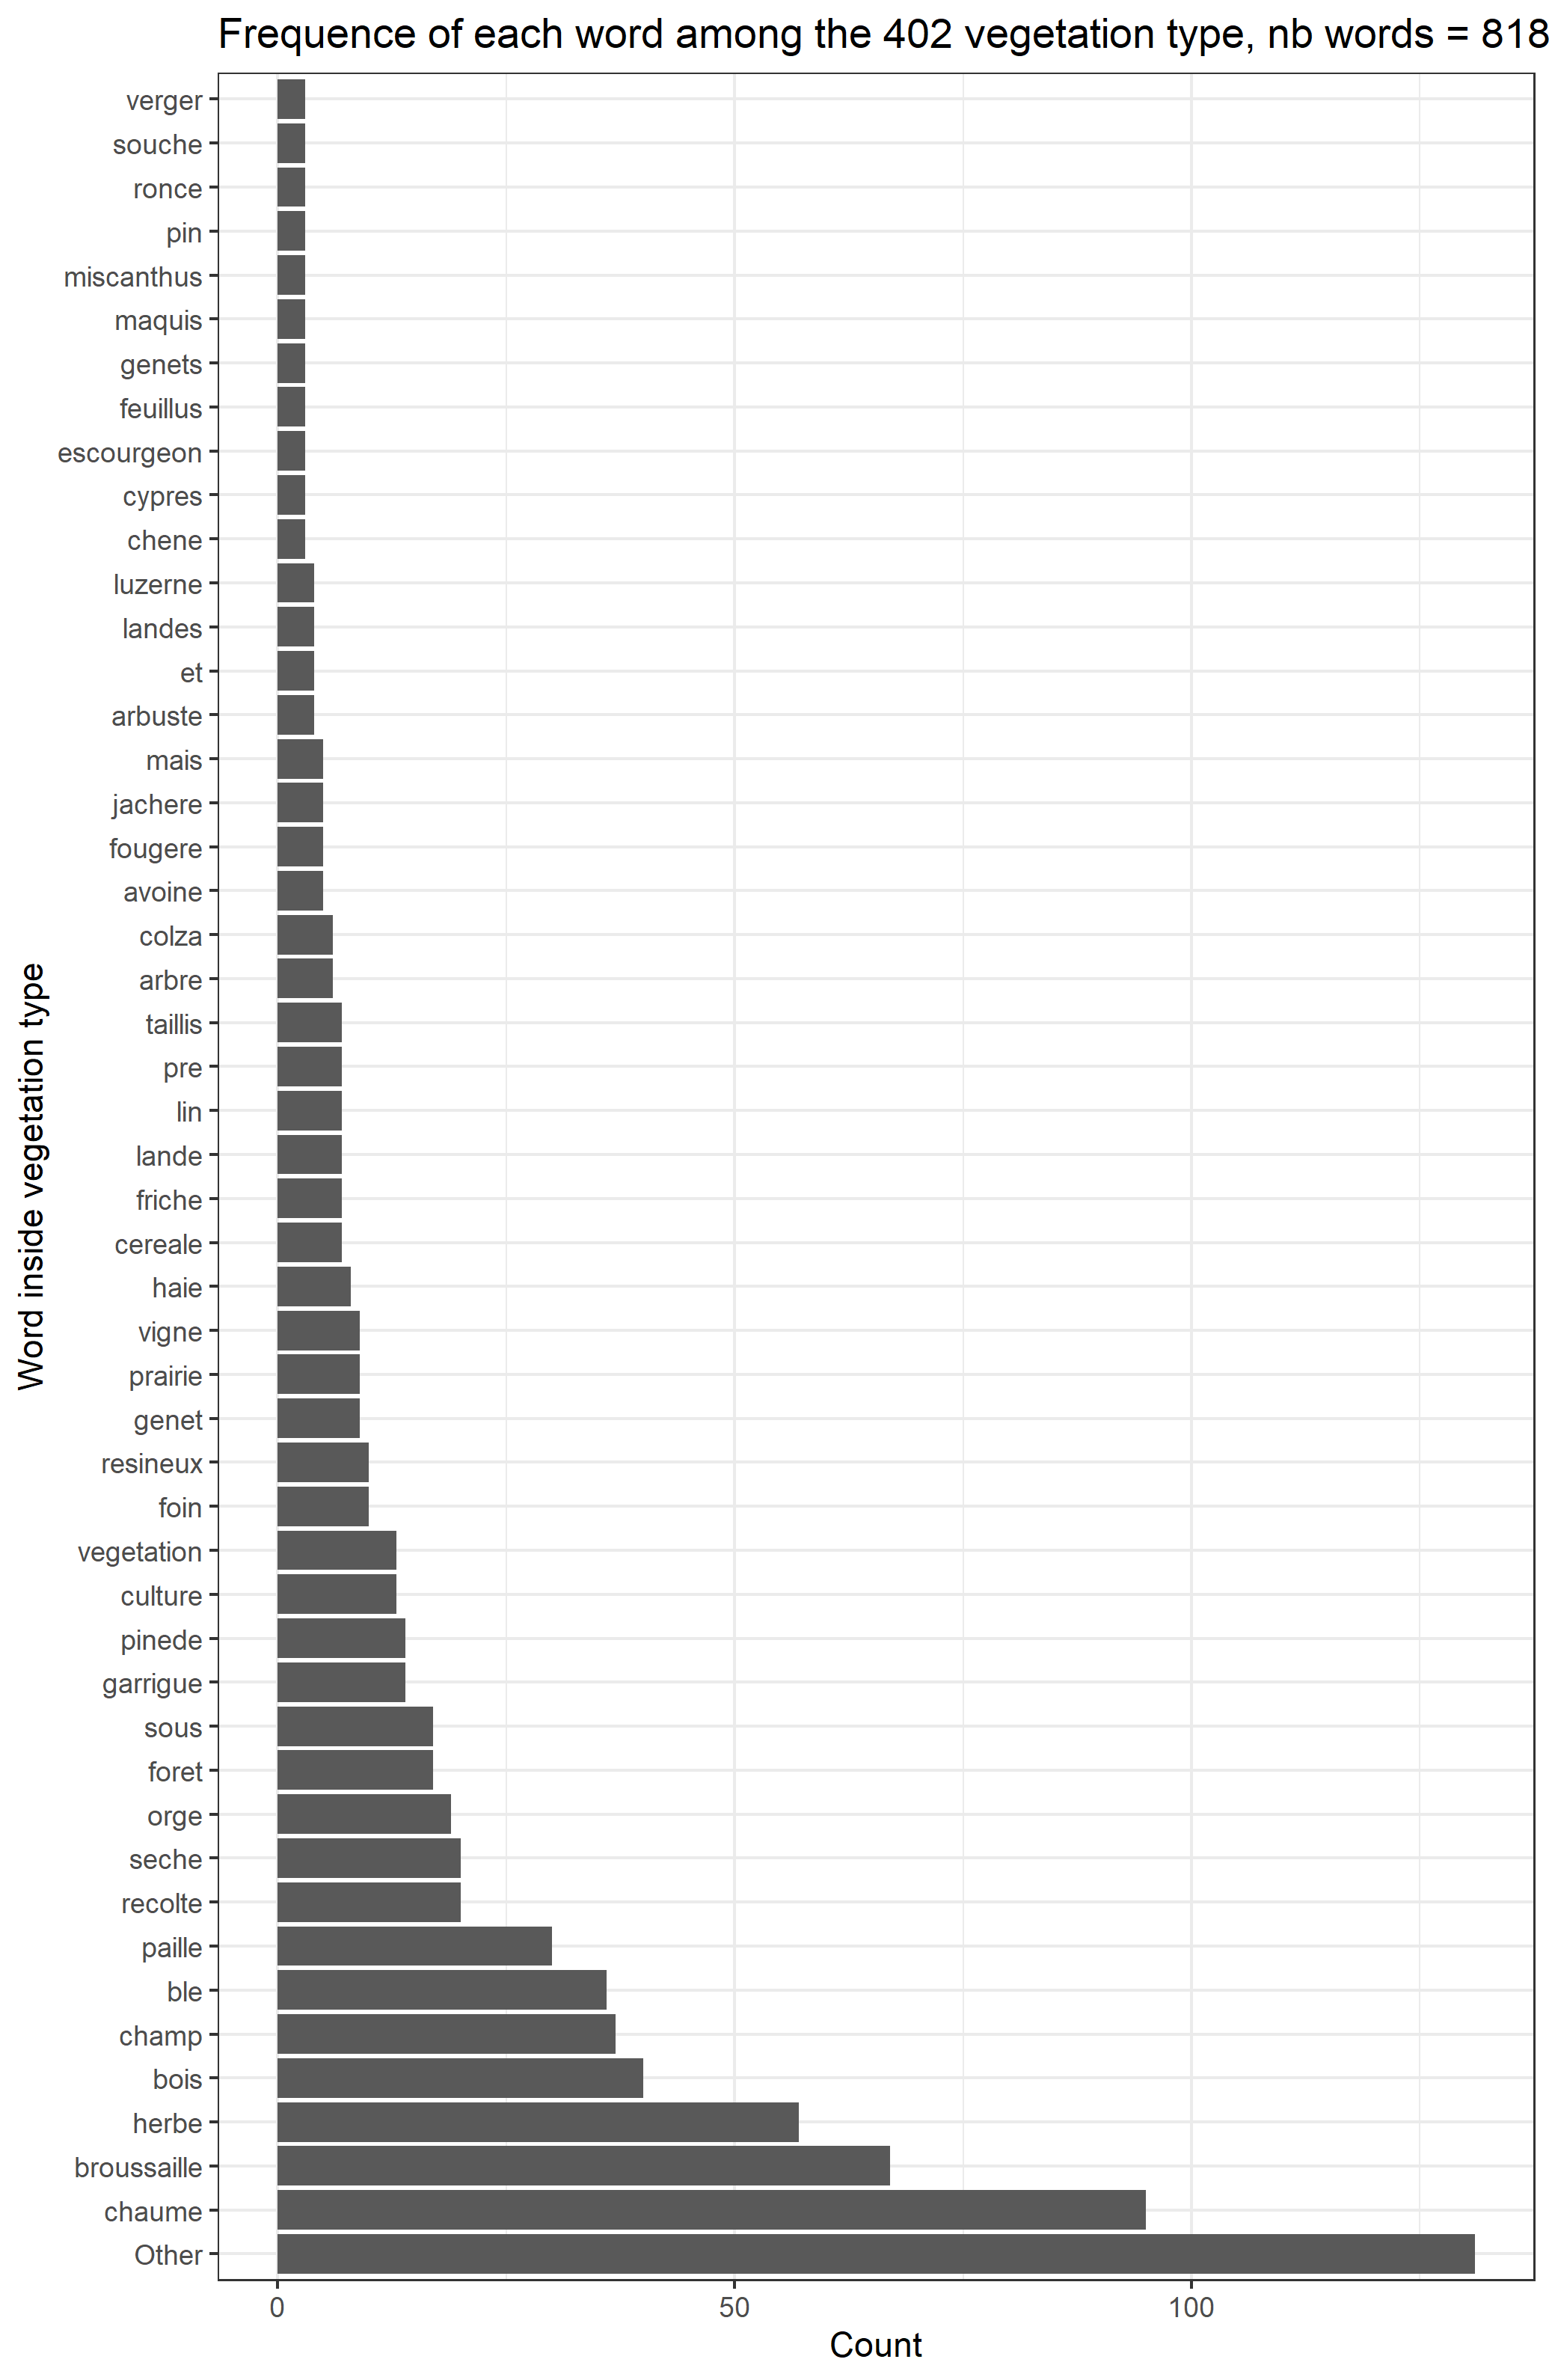 Frequence of each word among the 402 vegetation type, nb words = 818
verger
souche
ronce
pin
miscanthus
maquis
genets
feuillus
escourgeon
cypres
chene
luzerne
landes
et
arbuste
mais
jachere
fougere
avoine
colza
arbre
taillis
pre
lin
lande
friche
cereale
haie
vigne
prairie
genet
resineux
foin
vegetation
culture
pinede
garrigue
sous
foret
orge
seche
recolte
paille
ble
champ
bois
herbe
broussaille
chaume
Other
Word inside vegetation type
0 50 100
Count